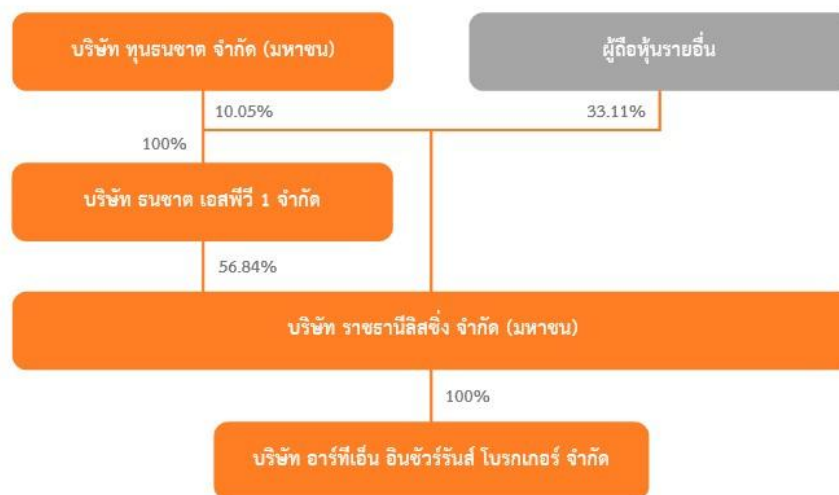 บริษัท ทุนธนชาต จำกัด (มหาชน)
ผู้ถือหุ้นรายอื่น
10.05%
33.11%
100%
บริษัท ธนชาต เอสพีวี 1 จำกัด
56.84%
บริษัท ราชธานีลิสซิ่ง จำกัด (มหาชน)
100%
บริษัท อาร์ทีเอ็น อินชัวร์รันส์ โบรกเกอร์ จำกัด